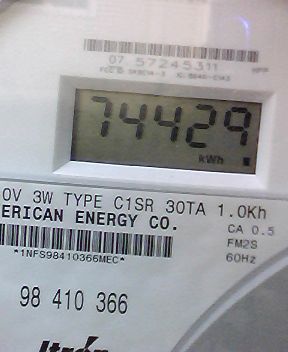 07 57245311
74429
kWh
0V 3W TYPE C1SR 30TA 1.0Kh
ERICAN ENERGY CO.
CA 0.5
FM2S
*1NFS98410366MEC*
60Hz
98 410 366
Itron